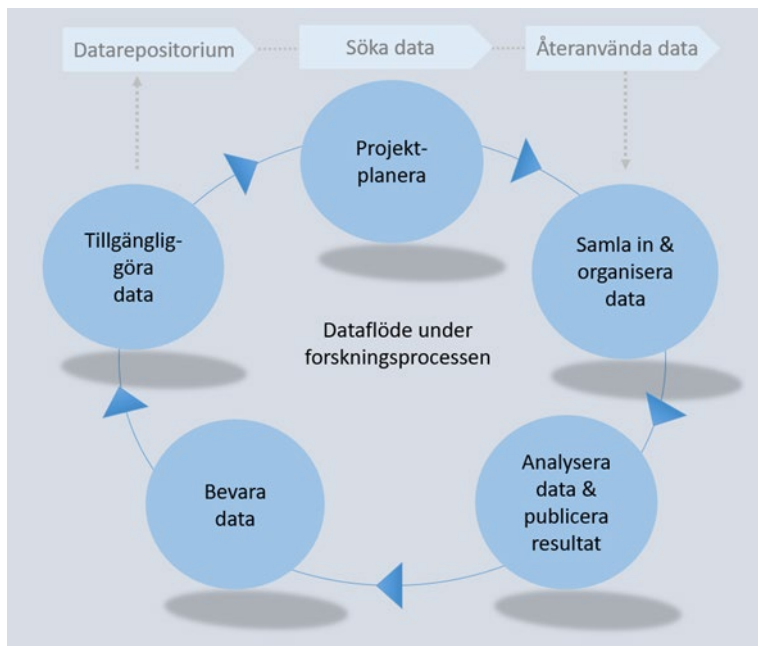 Datarepositorium
Söka data
Återanvända data
Projekt-
planera
Samla in &
organisera
data
Analysera
data &
publicera
resultat
Bevara
data
Tillgänglig-
göra
data
Dataflöde under
forskningsprocessen